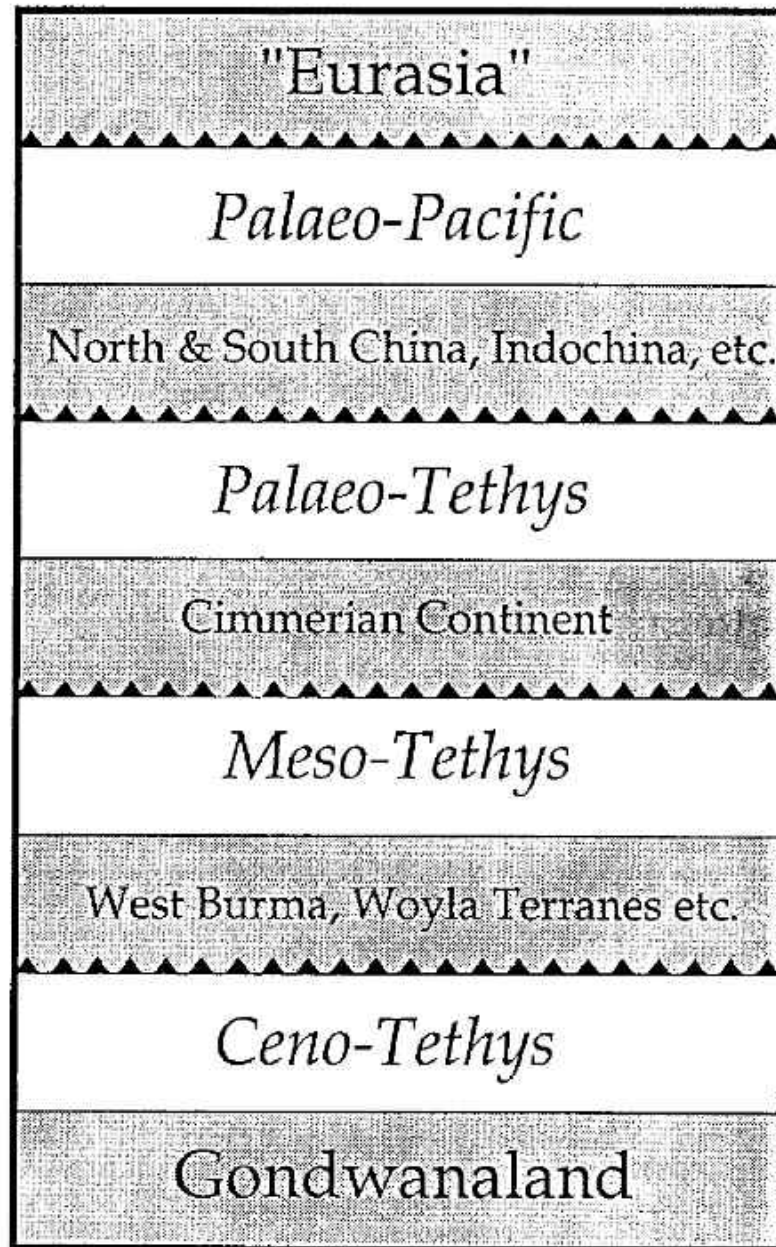 "Eurasia"
Palaeo-Pacific
North & South China, Indochina, etc.
Palaeo-Tethys
Cimmerian Continent
Meso-Tethys
West Burma, Woyla Terranes etc.
Ceno-Tethys
Gondwanaland